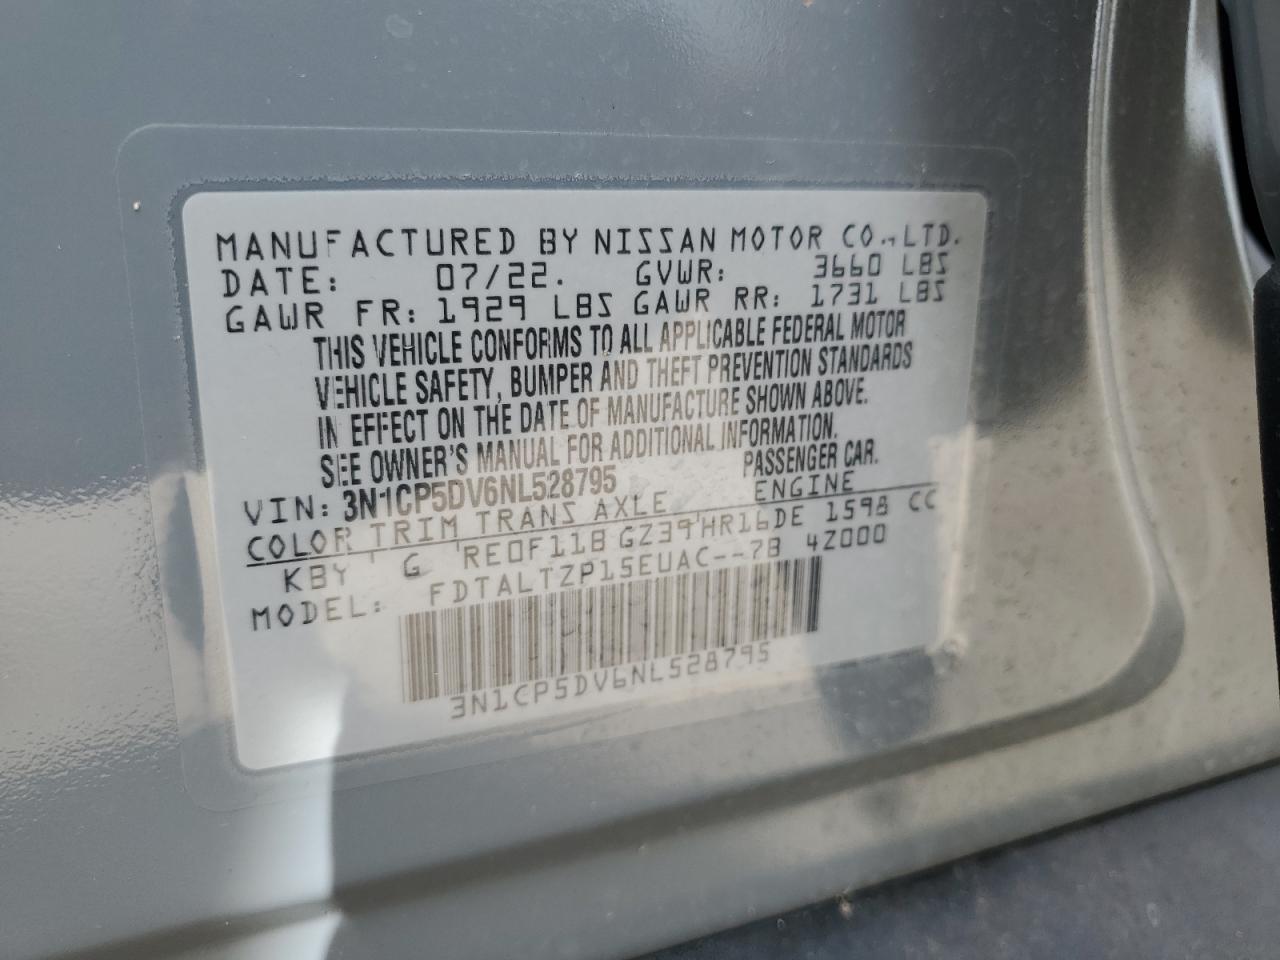 MANUFACTURED BY NISSAN MOTOR CO., LTD.
DATE: 07/22. GVWR: 3660 LBS
GAWR FR: 1929 LBS GAWR RR: 1731 LBS
THIS VEHICLE CONFORMS TO ALL APPLICABLE FEDERAL MOTOR
VEHICLE SAFETY, BUMPER AND THEFT PREVENTION STANDARDS
IN EFFECT ON THE DATE OF MANUFACTURE SHOWN ABOVE.
SEE OWNER'S MANUAL FOR ADDITIONAL INFORMATION.
VIN: 3N1CP5DV6NL528795 PASSENGER CAR.
COLOR TRIM TRANS AXLE ENGINE
KBY G RE0F11B GZ39 HR16DE 1598 CC
MODEL: FDTALTZP15EUAC--7B 4Z000
3N1CP5DV6NL528795